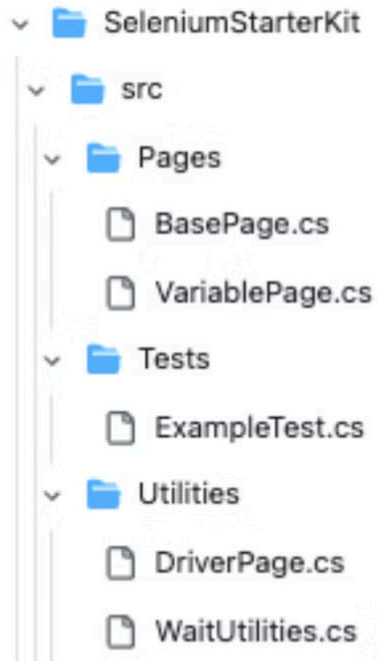 SeleniumStarterKit
src
Pages
BasePage.cs
VariablePage.cs
Tests
ExampleTest.cs
Utilities
DriverPage.cs
WaitUtilities.cs